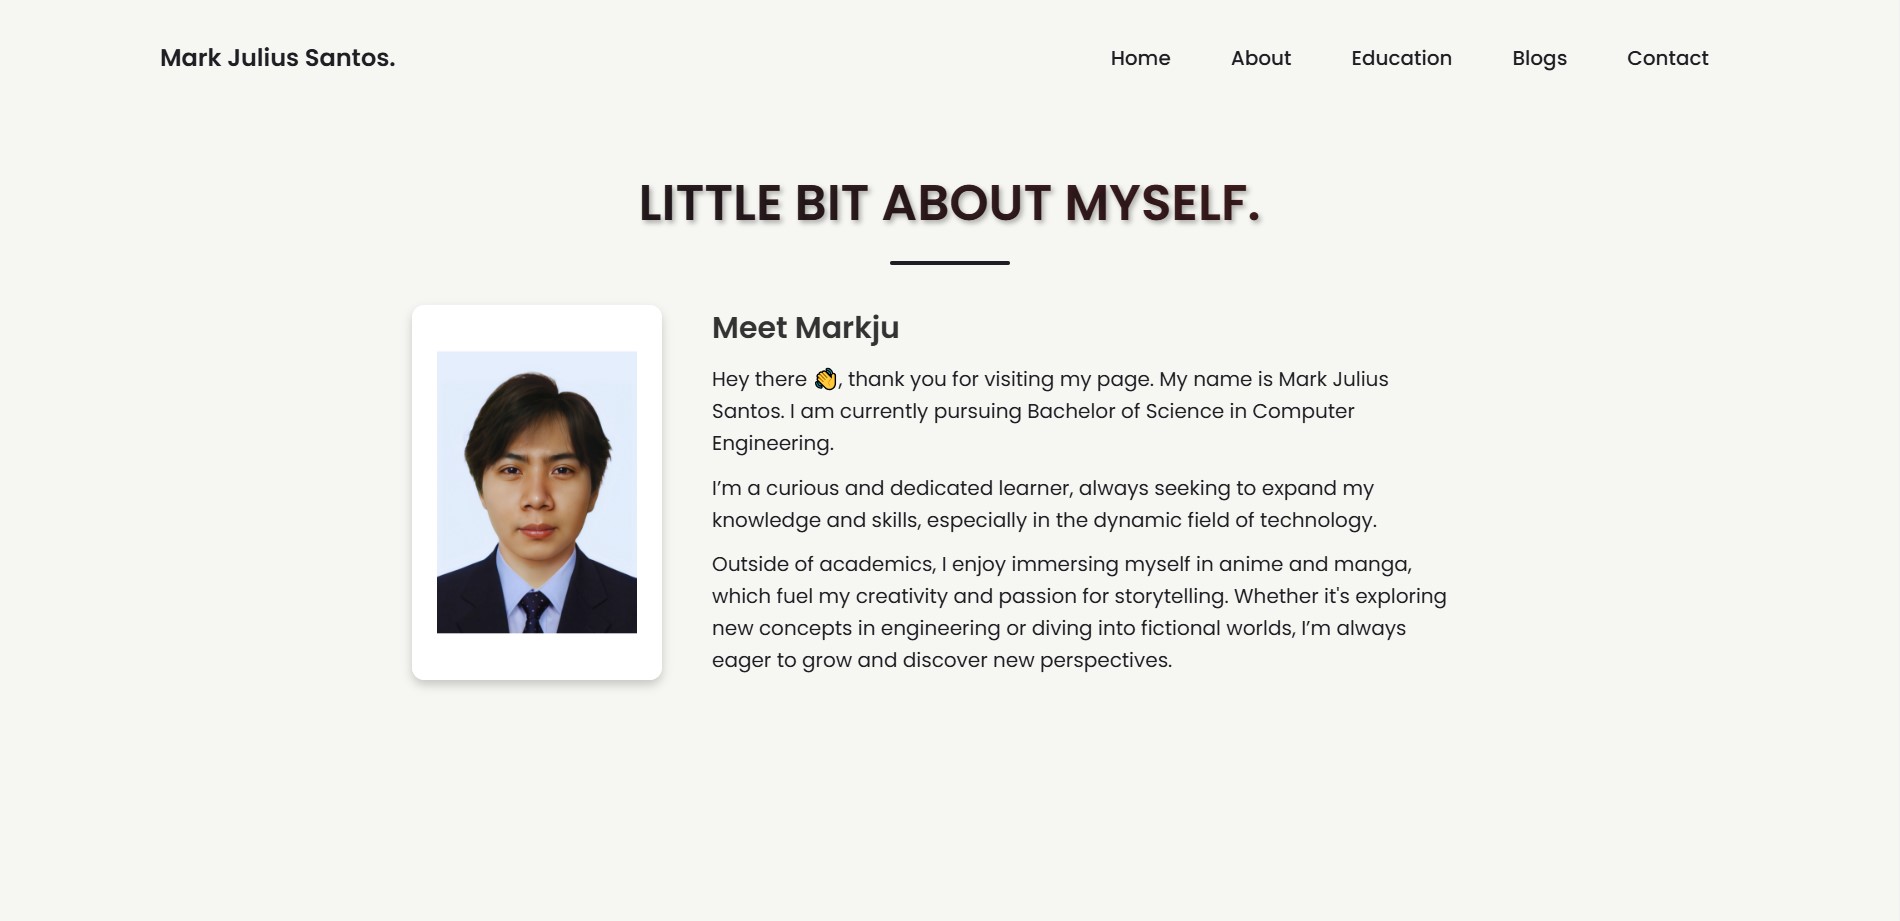 Mark Julius Santos.
Home About Education Blogs Contact
LITTLE BIT ABOUT MYSELF.
Meet Markju
Hey there 👋, thank you for visiting my page. My name is Mark Julius
Santos. I am currently pursuing Bachelor of Science in Computer
Engineering.
I’m a curious and dedicated learner, always seeking to expand my
knowledge and skills, especially in the dynamic field of technology.
Outside of academics, I enjoy immersing myself in anime and manga,
which fuel my creativity and passion for storytelling. Whether it's exploring
new concepts in engineering or diving into fictional worlds, I’m always
eager to grow and discover new perspectives.